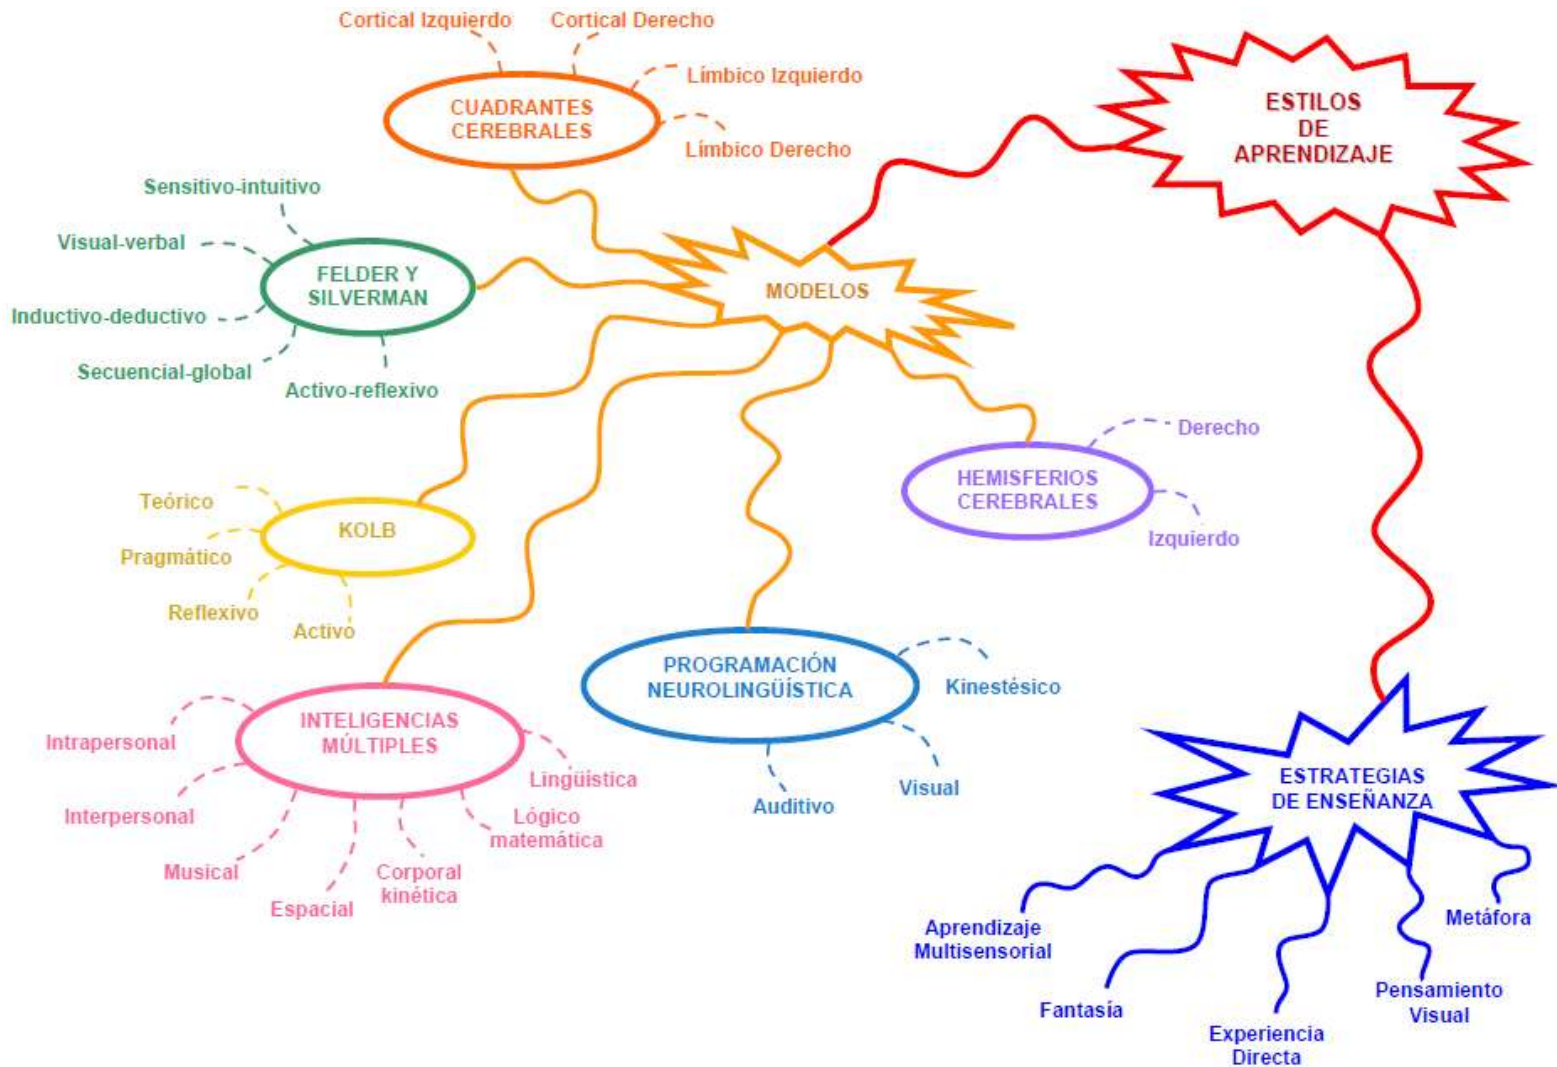 Cortical Izquierdo
Cortical Derecho
Límbico Izquierdo
Límbico Derecho
CUADRANTES
CEREBRALES
ESTILOS
DE
APRENDIZAJE
MODELOS
Sensitivo-intuitivo
Visual-verbal
Inductivo-deductivo
Secuencial-global
Activo-reflexivo
FELDER Y
SILVERMAN
Derecho
HEMISFERIOS
CEREBRALES
Izquierdo
Teórico
Pragmático
Reflexivo
Activo
KOLB
PROGRAMACIÓN
NEUROLINGÜÍSTICA
Kinestésico
Visual
Auditivo
INTELIGENCIAS
MÚLTIPLES
Intrapersonal
Interpersonal
Musical
Espacial
Corporal
kinética
Lógico
matemática
Lingüística
ESTRATEGIAS
DE ENSEÑANZA
Aprendizaje
Multisensorial
Fantasía
Experiencia
Directa
Pensamiento
Visual
Metáfora